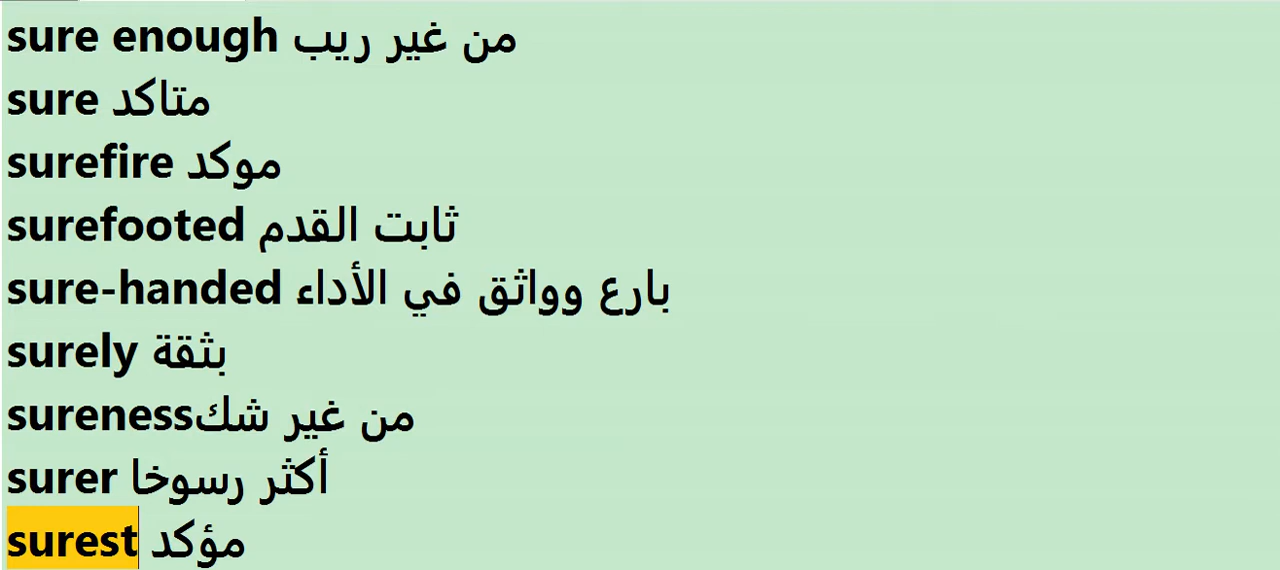 sure enough من غير ريب
sure متاكد
surefire موكد
surefooted ثابت القدم
sure-handed بارع وواثق في الأداء
surely بثقة
surenessمن غير شك
surer أكثر رسوخا
surest مؤكد